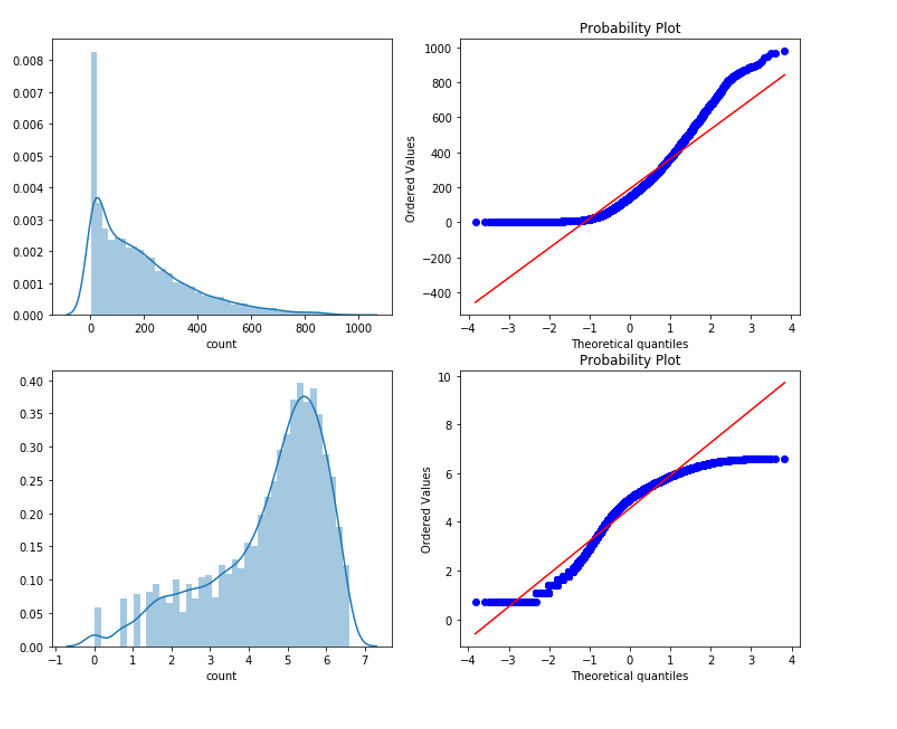 0.008
0.007
0.006
0.005
0.004
0.003
0.002
0.001
0.000
0 200 400 600 800 1000
count
Probability Plot
Ordered Values
1000
800
600
400
200
0
−200
−400
−4 −3 −2 −1 0 1 2 3 4
Theoretical quantiles
0.40
0.35
0.30
0.25
0.20
0.15
0.10
0.05
0.00
−1 0 1 2 3 4 5 6 7
count
Probability Plot
Ordered Values
10
8
6
4
2
0
−4 −3 −2 −1 0 1 2 3 4
Theoretical quantiles